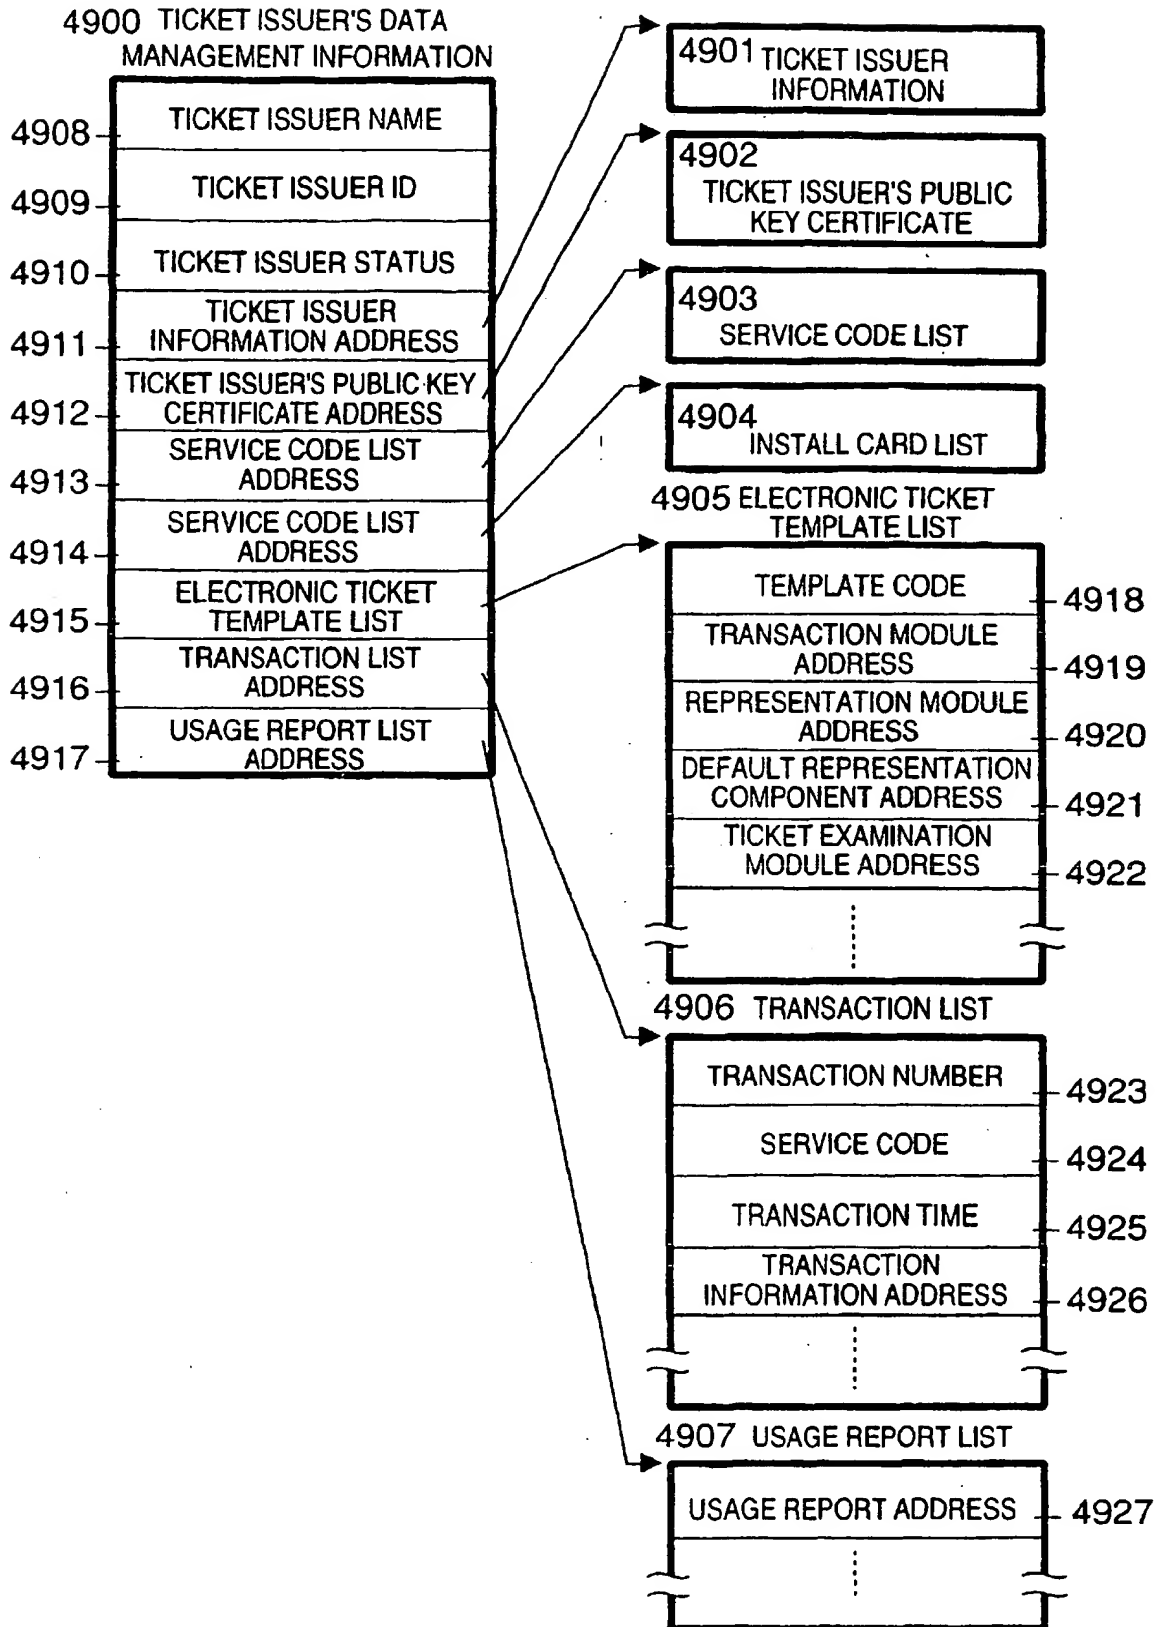 4900 TICKET ISSUER'S DATA
MANAGEMENT INFORMATION
4908 TICKET ISSUER NAME
4909 TICKET ISSUER ID
4910 TICKET ISSUER STATUS
4911 TICKET ISSUER
INFORMATION ADDRESS
4912 TICKET ISSUER'S PUBLIC KEY
CERTIFICATE ADDRESS
4913 SERVICE CODE LIST
ADDRESS
4914 SERVICE CODE LIST
ADDRESS
4915 ELECTRONIC TICKET
TEMPLATE LIST
4916 TRANSACTION LIST
ADDRESS
4917 USAGE REPORT LIST
ADDRESS
4901 TICKET ISSUER
INFORMATION
4902
TICKET ISSUER'S PUBLIC
KEY CERTIFICATE
4903
SERVICE CODE LIST
4904
INSTALL CARD LIST
4905 ELECTRONIC TICKET
TEMPLATE LIST
TEMPLATE CODE 4918
TRANSACTION MODULE
ADDRESS 4919
REPRESENTATION MODULE
ADDRESS 4920
DEFAULT REPRESENTATION
COMPONENT ADDRESS 4921
TICKET EXAMINATION
MODULE ADDRESS 4922
4906 TRANSACTION LIST
TRANSACTION NUMBER 4923
SERVICE CODE 4924
TRANSACTION TIME 4925
TRANSACTION
INFORMATION ADDRESS 4926
4907 USAGE REPORT LIST
USAGE REPORT ADDRESS 4927